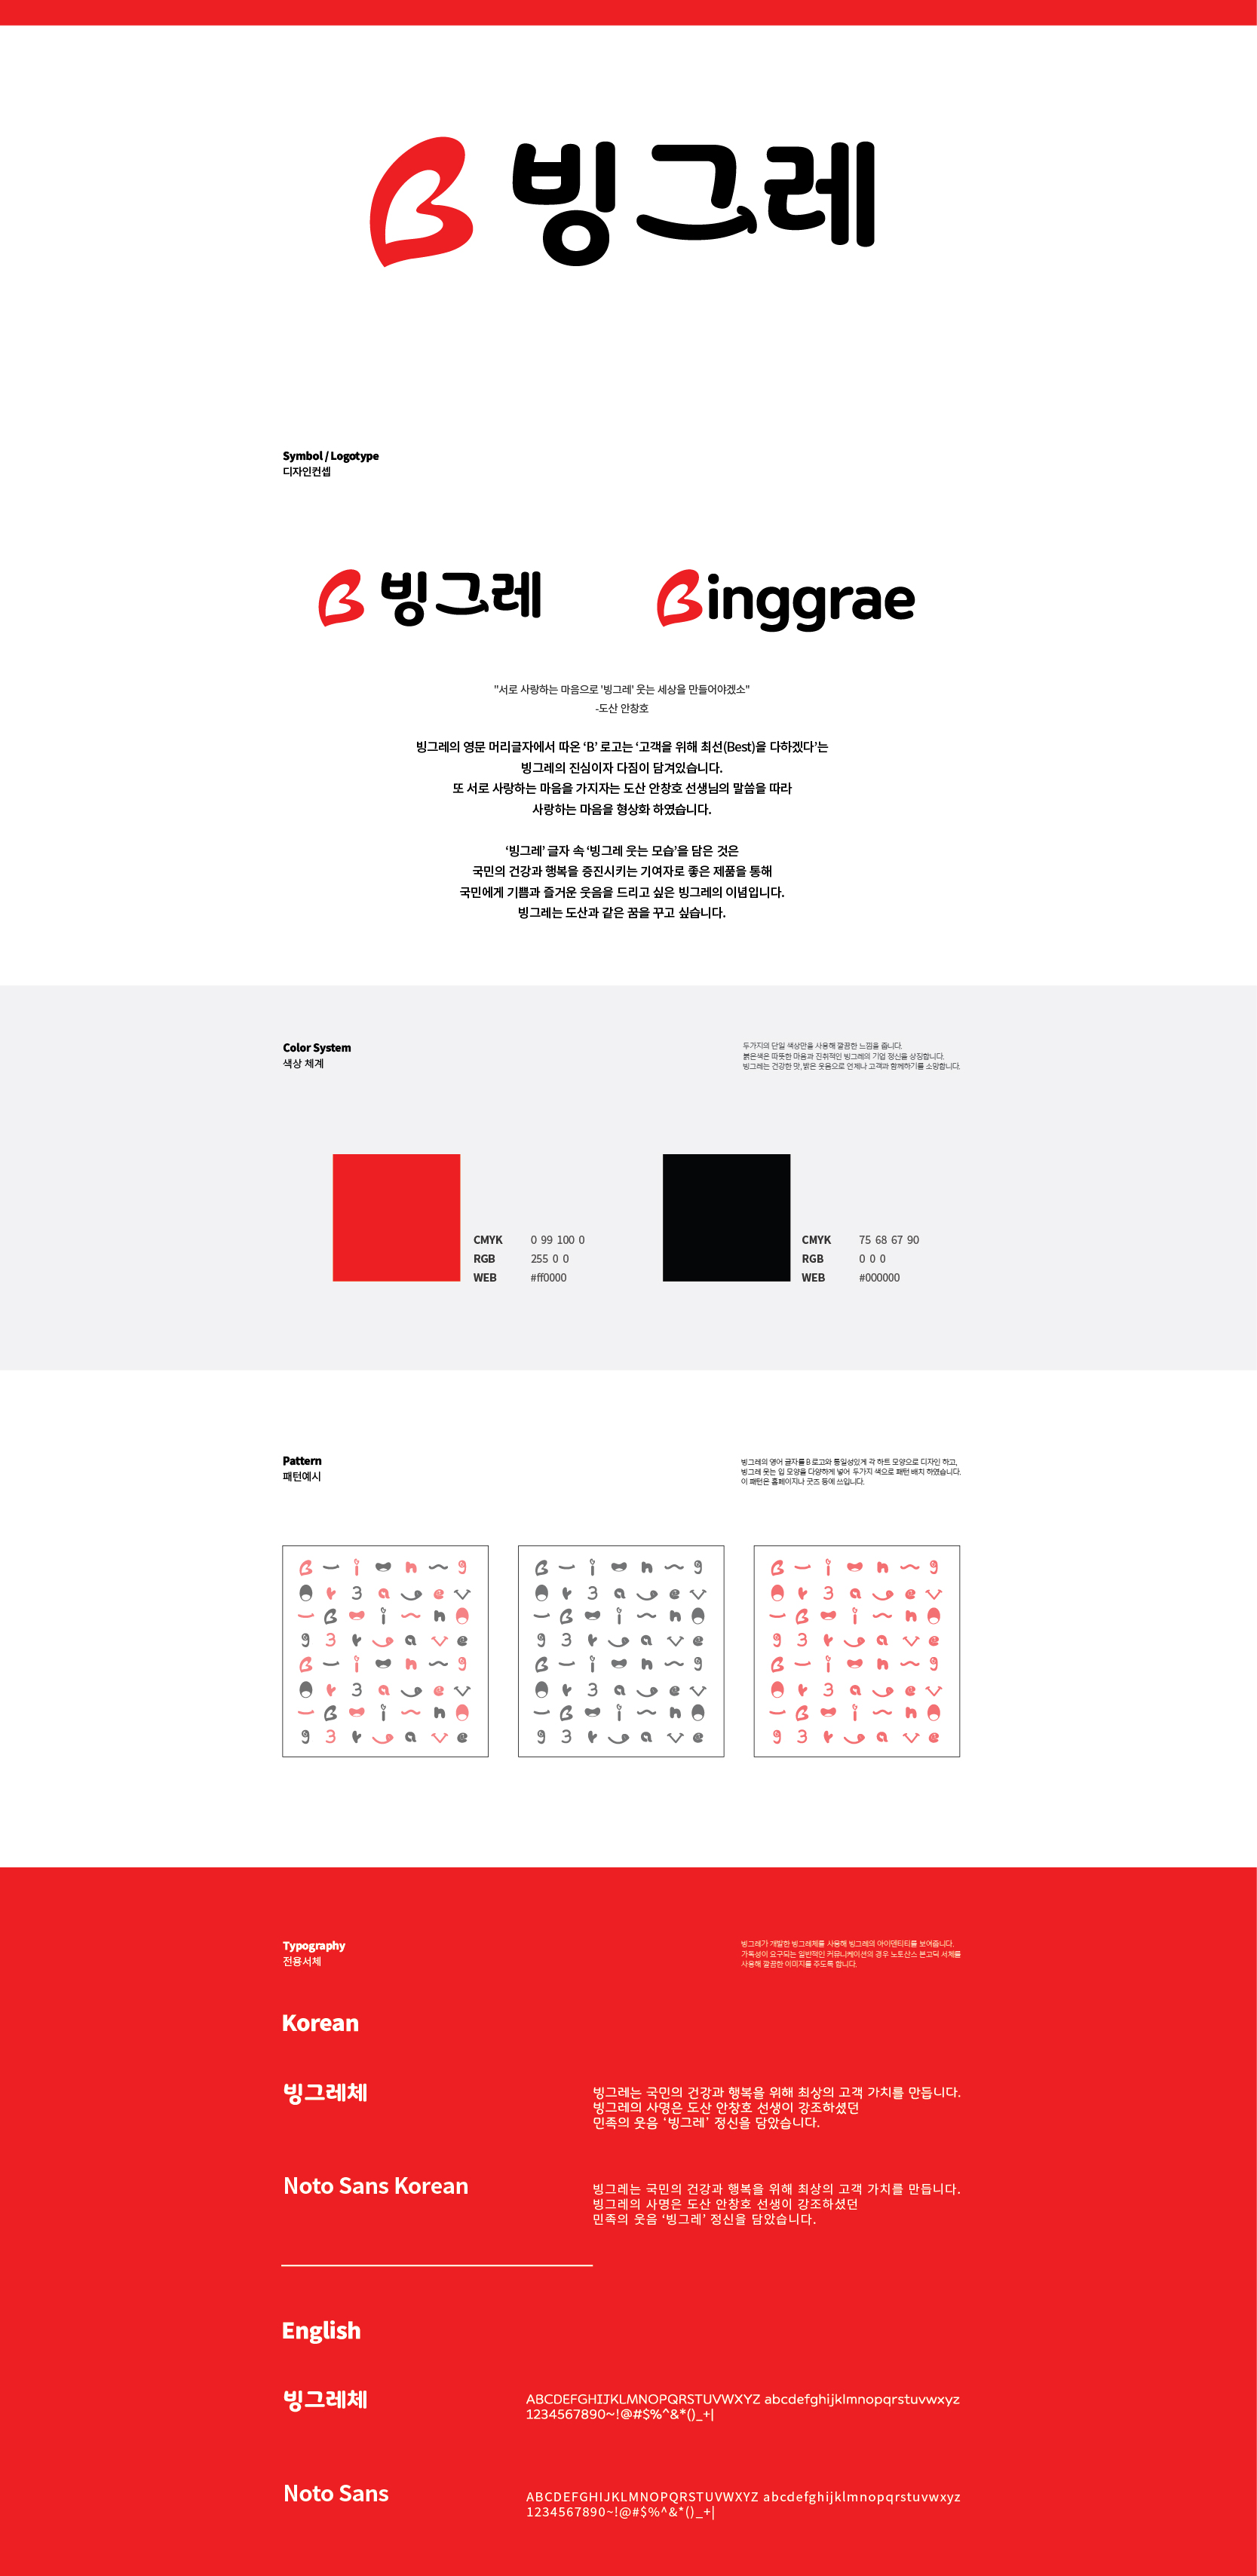 B 빙그레
Symbol / Logotype
디자인컨셉
B 빙그레
Binggrae
"서로 사랑하는 마음으로 '빙그레' 웃는 세상을 만들어야겠소"
-도산 안창호
빙그레의 영문 머리글자에서 따온 ‘B’ 로고는 ‘고객을 위해 최선(Best)을 다하겠다’는
빙그레의 진심이자 다짐이 담겨있습니다.
또 서로 사랑하는 마음을 가지자는 도산 안창호 선생님의 말씀을 따라
사랑하는 마음을 형상화 하였습니다.
‘빙그레’ 글자 속 ‘빙그레 웃는 모습’을 담은 것은
국민의 건강과 행복을 증진시키는 기여자로 좋은 제품을 통해
국민에게 기쁨과 즐거운 웃음을 드리고 싶은 빙그레의 이념입니다.
빙그레는 도산과 같은 꿈을 꾸고 싶습니다.
Color System
색상 체계
두가지의 단일 색상만을 사용해 깔끔한 느낌을 줍니다.
붉은색은 따뜻한 마음과 진취적인 빙그레의 기업 정신을 상징합니다.
빙그레는 건강한 맛, 밝은 웃음으로 언제나 고객과 함께하기를 소망합니다.
CMYK 0 99 100 0
RGB 255 0 0
WEB #ff0000
CMYK 75 68 67 90
RGB 0 0 0
WEB #000000
Pattern
패턴예시
빙그레의 영어 글자를 B 로고와 통일성있게 각 하트 모양으로 디자인 하고,
빙그레 웃는 입 모양을 다양하게 넣어 두가지 색으로 패턴 배치 하였습니다.
이 패턴은 홈페이지나 굿즈 등에 쓰입니다.
Typography
전용서체
빙그레가 개발한 빙그레체를 사용해 빙그레의 아이덴티티를 보여줍니다.
가독성이 요구되는 일반적인 커뮤니케이션의 경우 노토산스 본고딕 서체를
사용해 깔끔한 이미지를 주도록 합니다.
Korean
빙그레체
빙그레는 국민의 건강과 행복을 위해 최상의 고객 가치를 만듭니다.
빙그레의 사명은 도산 안창호 선생이 강조하셨던
민족의 웃음 ‘빙그레’ 정신을 담았습니다.
Noto Sans Korean
빙그레는 국민의 건강과 행복을 위해 최상의 고객 가치를 만듭니다.
빙그레의 사명은 도산 안창호 선생이 강조하셨던
민족의 웃음 ‘빙그레’ 정신을 담았습니다.
English
빙그레체
ABCDEFGHIJKLMNOPQRSTUVWXYZ abcdefghijklmnopqrstuvwxyz
1234567890~!@#$%^&*()_+|
Noto Sans
ABCDEFGHIJKLMNOPQRSTUVWXYZ abcdefghijklmnopqrstuvwxyz
1234567890~!@#$%^&*()_+|